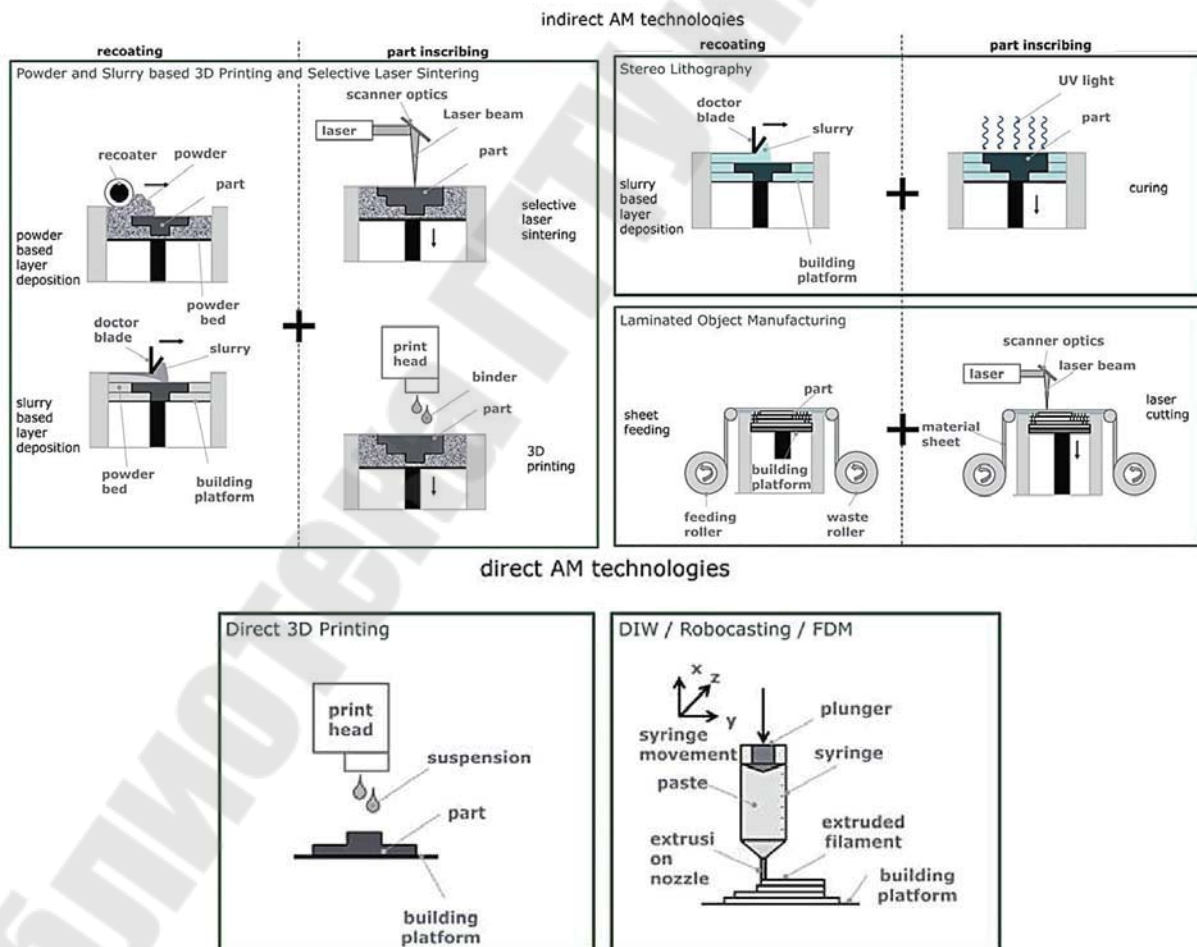 indirect AM technologies
recoating
part inscribing
Powder and Slurry based 3D Printing and Selective Laser Sintering
scanner optics
Laser beam
laser
part
recoater
powder
part
powder
based
layer
deposition
powder
bed
selective
laser
sintering
doctor
blade
slurry
slurry
based
layer
deposition
powder
bed
building
platform
print
head
binder
part
3D
printing
recoating
part inscribing
Stereo Lithography
doctor
blade
slurry
slurry
based
layer
deposition
building
platform
UV light
part
curing
Laminated Object Manufacturing
sheet
feeding
part
building
platform
feeding
roller
waste
roller
scanner optics
laser
laser beam
laser
cutting
material
sheet
direct AM technologies
Direct 3D Printing
print
head
suspension
part
building
platform
DIW / Robocasting / FDM
x
z
y
syringe
movement
plunger
syringe
paste
extrusi
on
nozzle
extruded
filament
building
platform